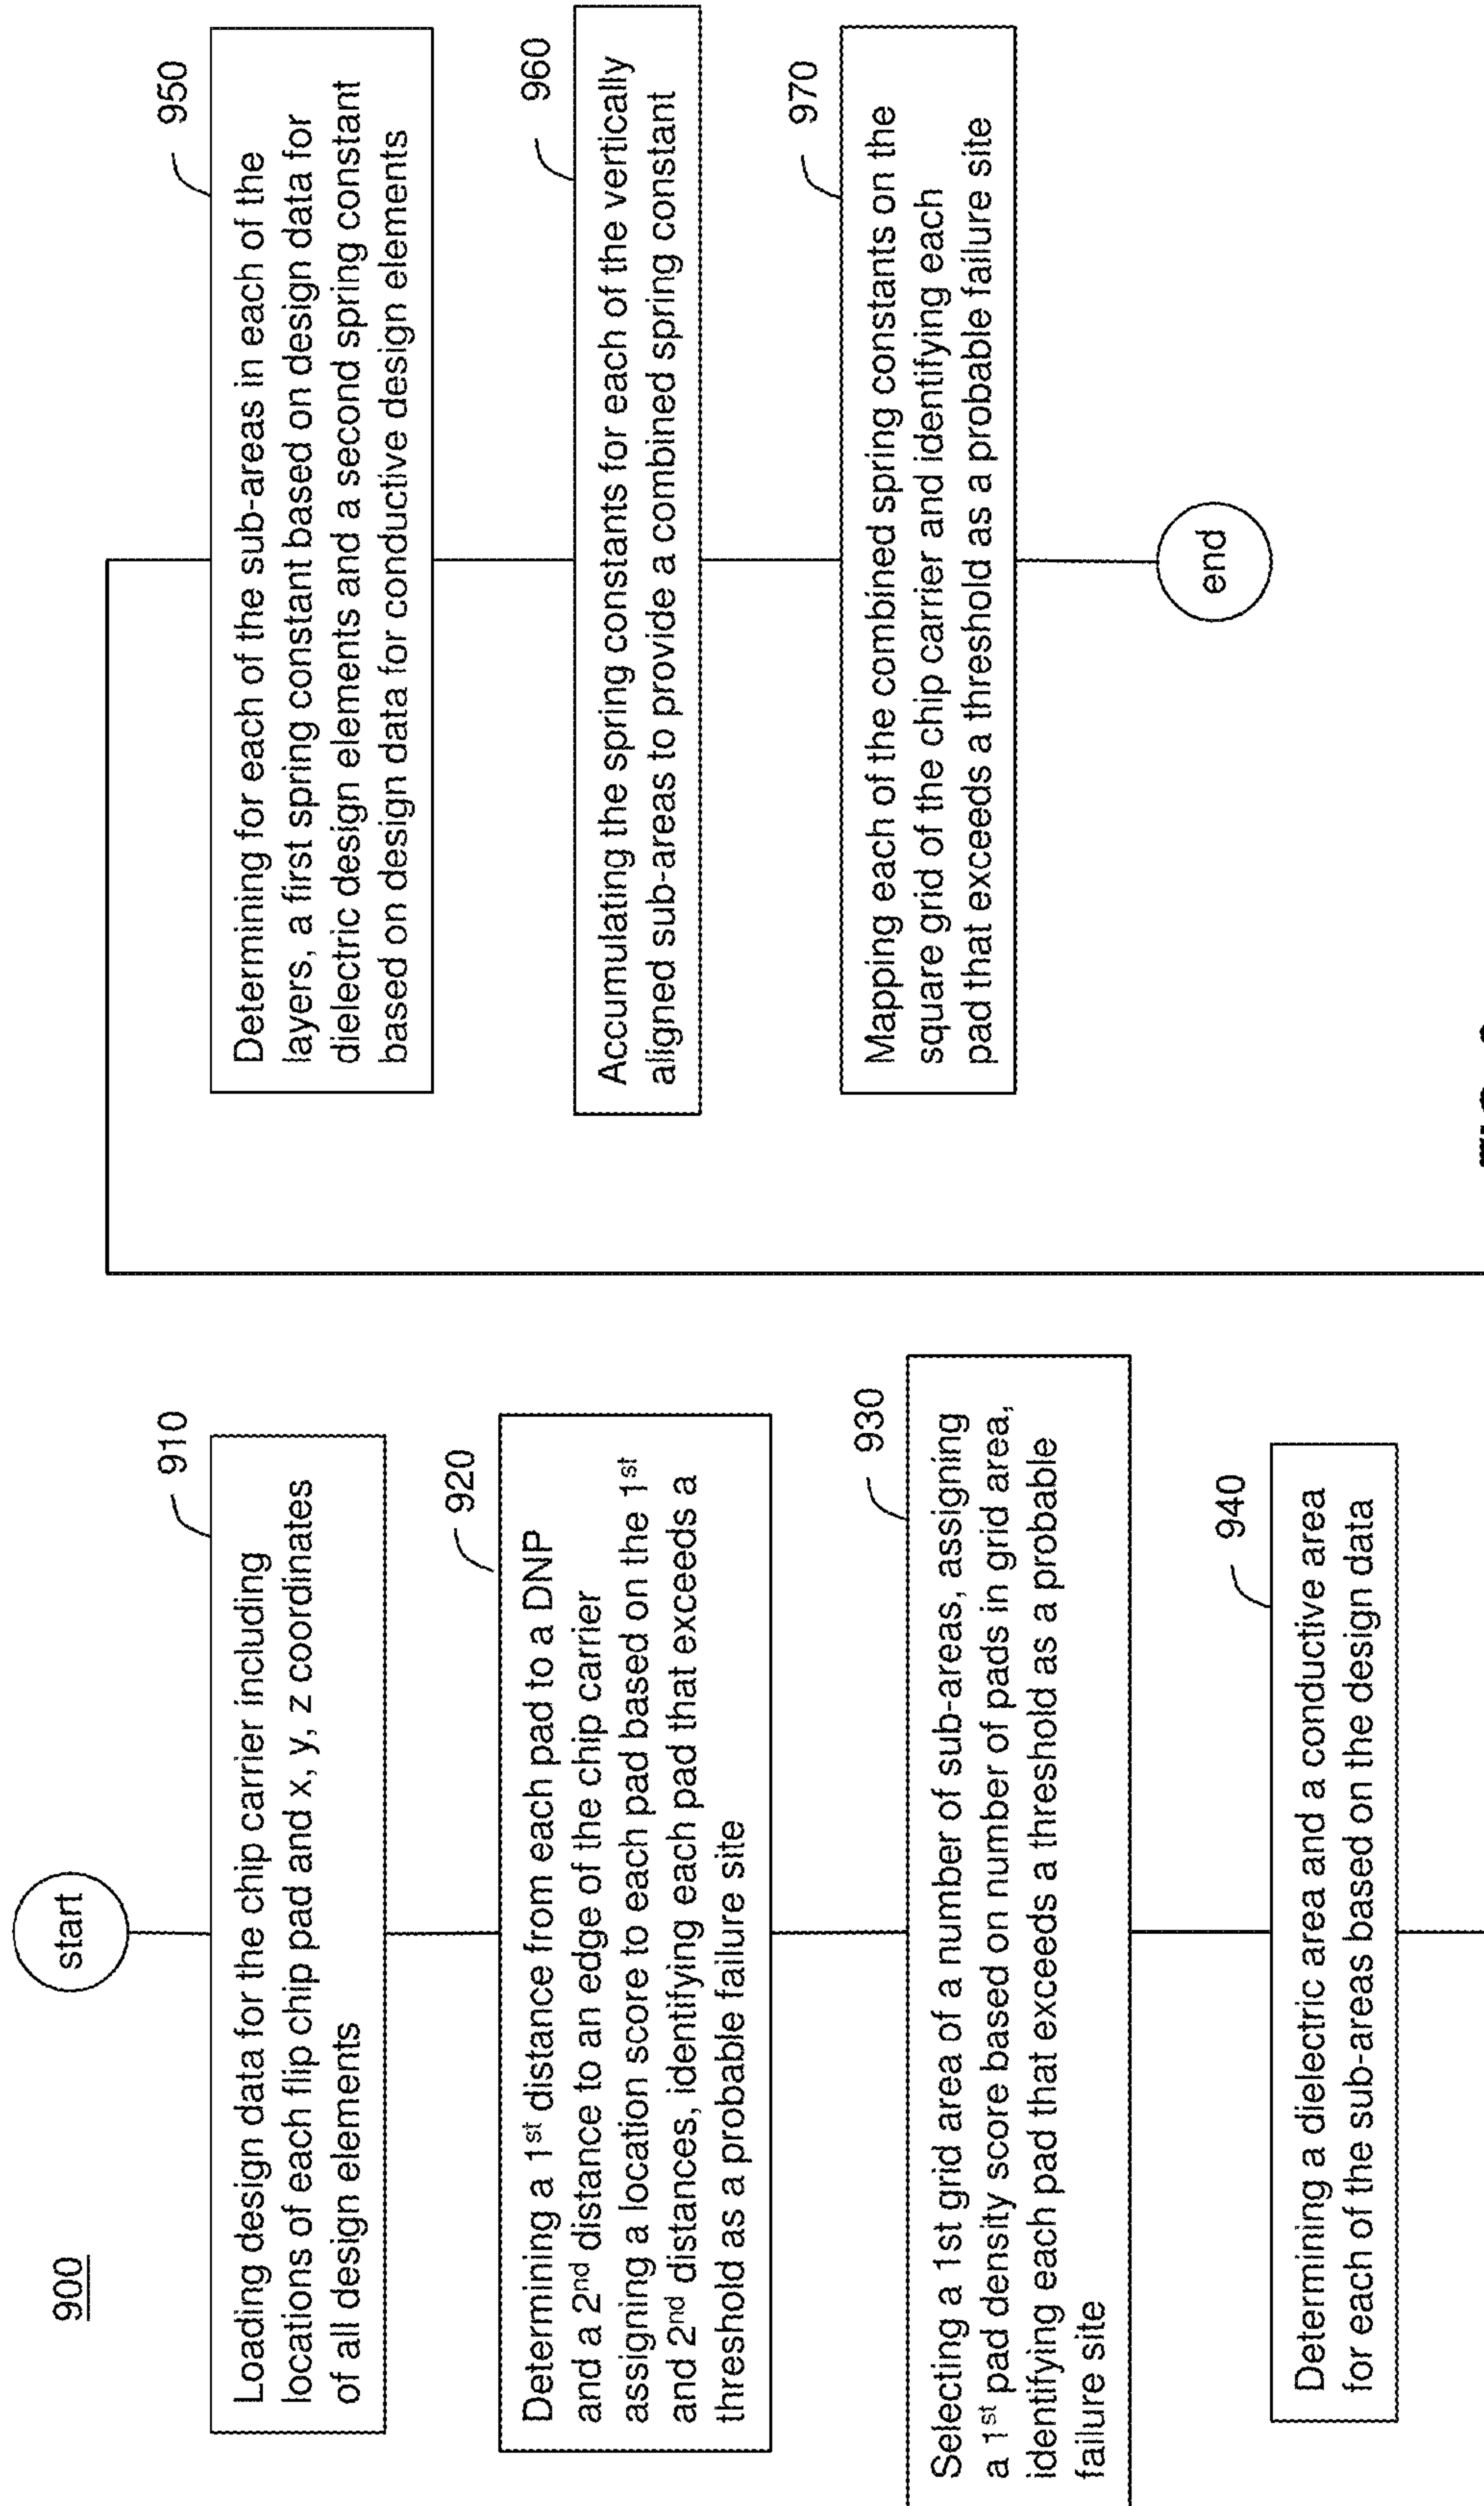 900
start
910
Loading design data for the chip carrier including
locations of each flip chip pad and x, y, z coordinates
of all design elements
920
Determining a 1st distance from each pad to a DNP
and a 2nd distance to an edge of the chip carrier
assigning a location score to each pad based on the 1st
and 2nd distances, identifying each pad that exceeds a
threshold as a probable failure site
930
Selecting a 1st grid area of a number of sub-areas, assigning
a 1st pad density score based on number of pads in grid area,
identifying each pad that exceeds a threshold as a probable
failure site
940
Determining a dielectric area and a conductive area
for each of the sub-areas based on the design data
950
Determining for each of the sub-areas in each of the
layers, a first spring constant based on design data for
dielectric design elements and a second spring constant
based on design data for conductive design elements
960
Accumulating the spring constants for each of the vertically
aligned sub-areas to provide a combined spring constant
970
Mapping each of the combined spring constants on the
square grid of the chip carrier and identifying each
pad that exceeds a threshold as a probable failure site
end